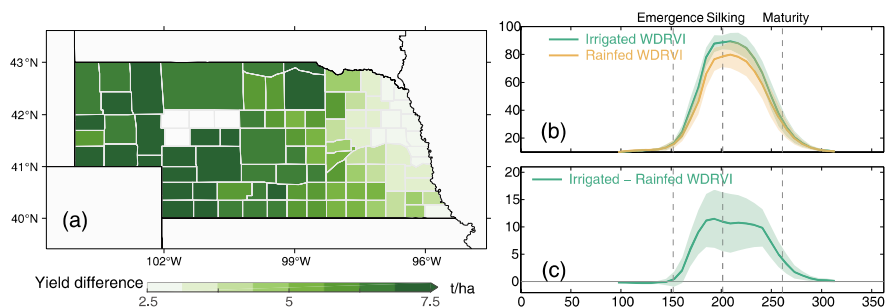 Emergence Silking Maturity
43°N
42°N
41°N
40°N
(a)
102°W 99°W 96°W
Yield difference t/ha
2.5 5 7.5
100
80
60
40
20
Irrigated WDRVI
Rainfed WDRVI
(b)
20
15
10
5
0
Irrigated − Rainfed WDRVI
(c)
0 50 100 150 200 250 300 350